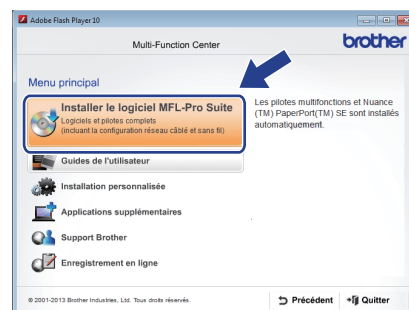 Adobe Flash Player 10
Multi-Function Center
brother
Menu principal
Installer le logiciel MFL-Pro Suite
Logiciels et pilotes complets
(incluant la configuration réseau câblé et sans fil)
Les pilotes multifonctions et Nuance
(TM) PaperPort(TM) SE sont installés
automatiquement.
Guides de l'utilisateur
Installation personnalisée
Applications supplémentaires
Support Brother
Enregistrement en ligne
© 2001-2013 Brother Industries, Ltd. Tous droits réservés.
Précédent
Quitter